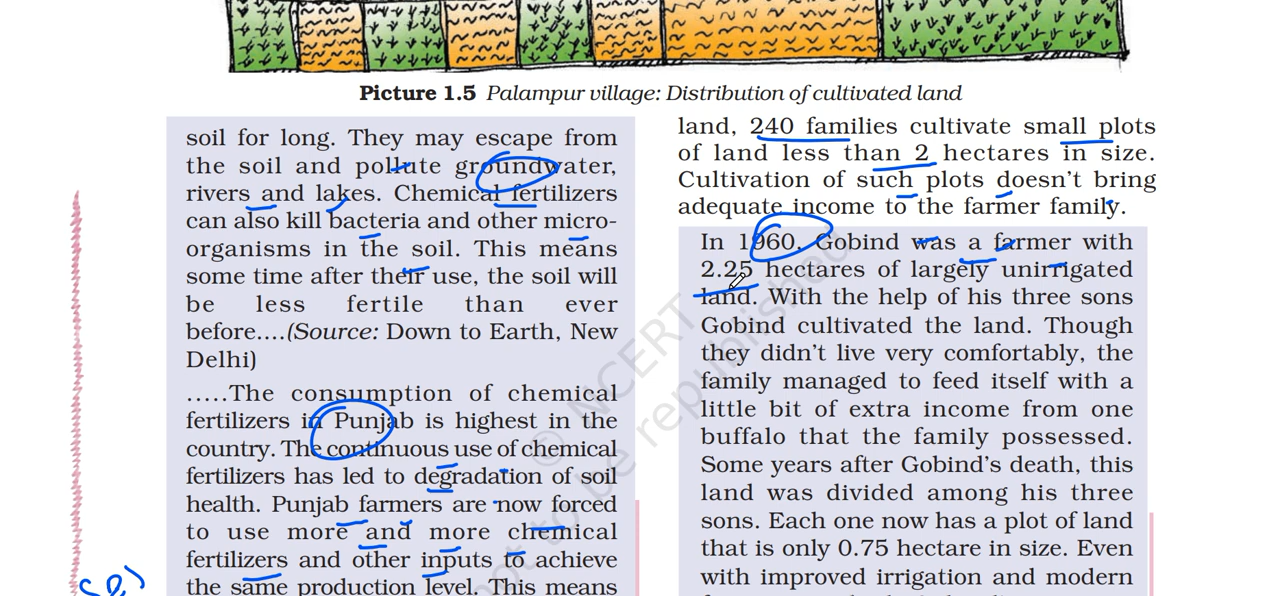 Picture 1.5 Palampur village: Distribution of cultivated land
soil for long. They may escape from
the soil and pollute groundwater,
rivers and lakes. Chemical fertilizers
can also kill bacteria and other micro-
organisms in the soil. This means
some time after their use, the soil will
be less fertile than ever
before....(Source: Down to Earth, New
Delhi)
.....The consumption of chemical
fertilizers in Punjab is highest in the
country. The continuous use of chemical
fertilizers has led to degradation of soil
health. Punjab farmers are now forced
to use more and more chemical
fertilizers and other inputs to achieve
the same production level. This means
land, 240 families cultivate small plots
of land less than 2 hectares in size.
Cultivation of such plots doesn't bring
adequate income to the farmer family.
In 1960, Gobind was a farmer with
2.25 hectares of largely unirrigated
land. With the help of his three sons
Gobind cultivated the land. Though
they didn't live very comfortably, the
family managed to feed itself with a
little bit of extra income from one
buffalo that the family possessed.
Some years after Gobind's death, this
land was divided among his three
sons. Each one now has a plot of land
that is only 0.75 hectare in size. Even
with improved irrigation and modern
© NCERT
not to be republished